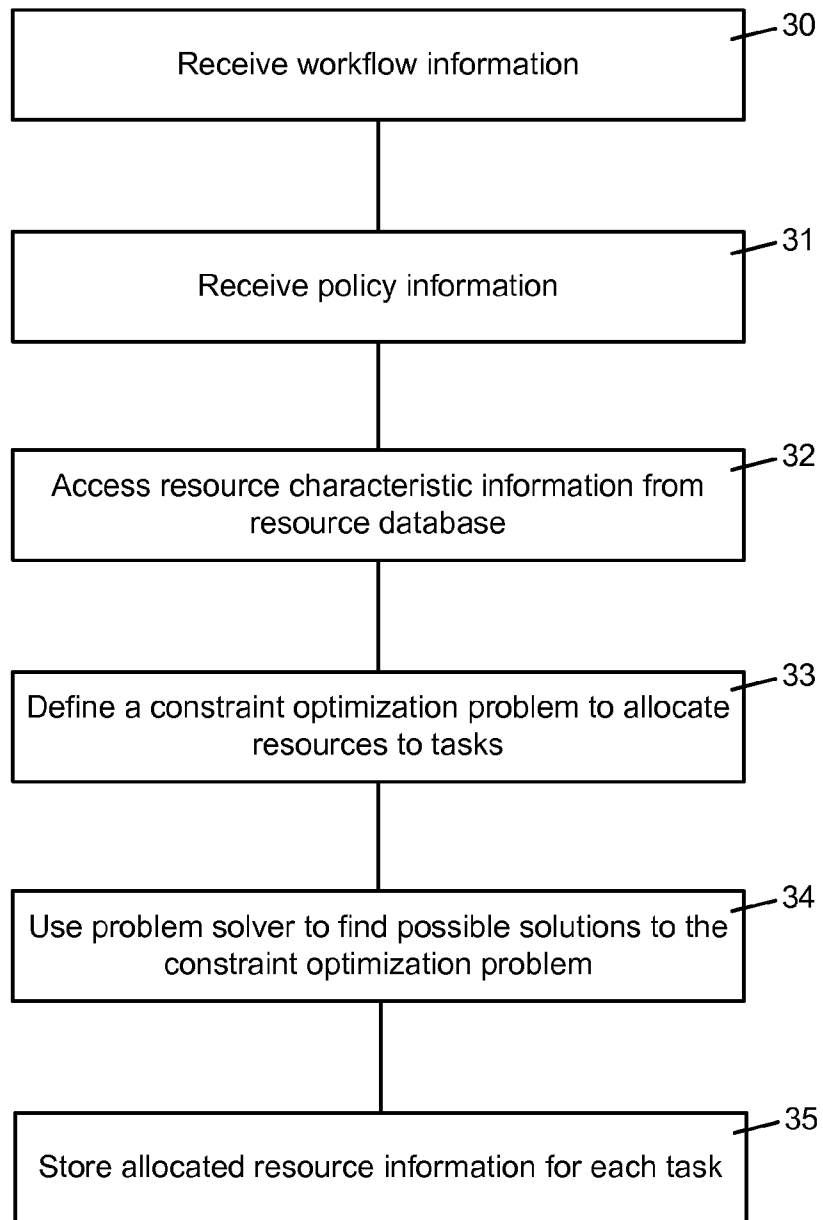 30
Receive workflow information
31
Receive policy information
32
Access resource characteristic information from
resource database
33
Define a constraint optimization problem to allocate
resources to tasks
34
Use problem solver to find possible solutions to the
constraint optimization problem
35
Store allocated resource information for each task